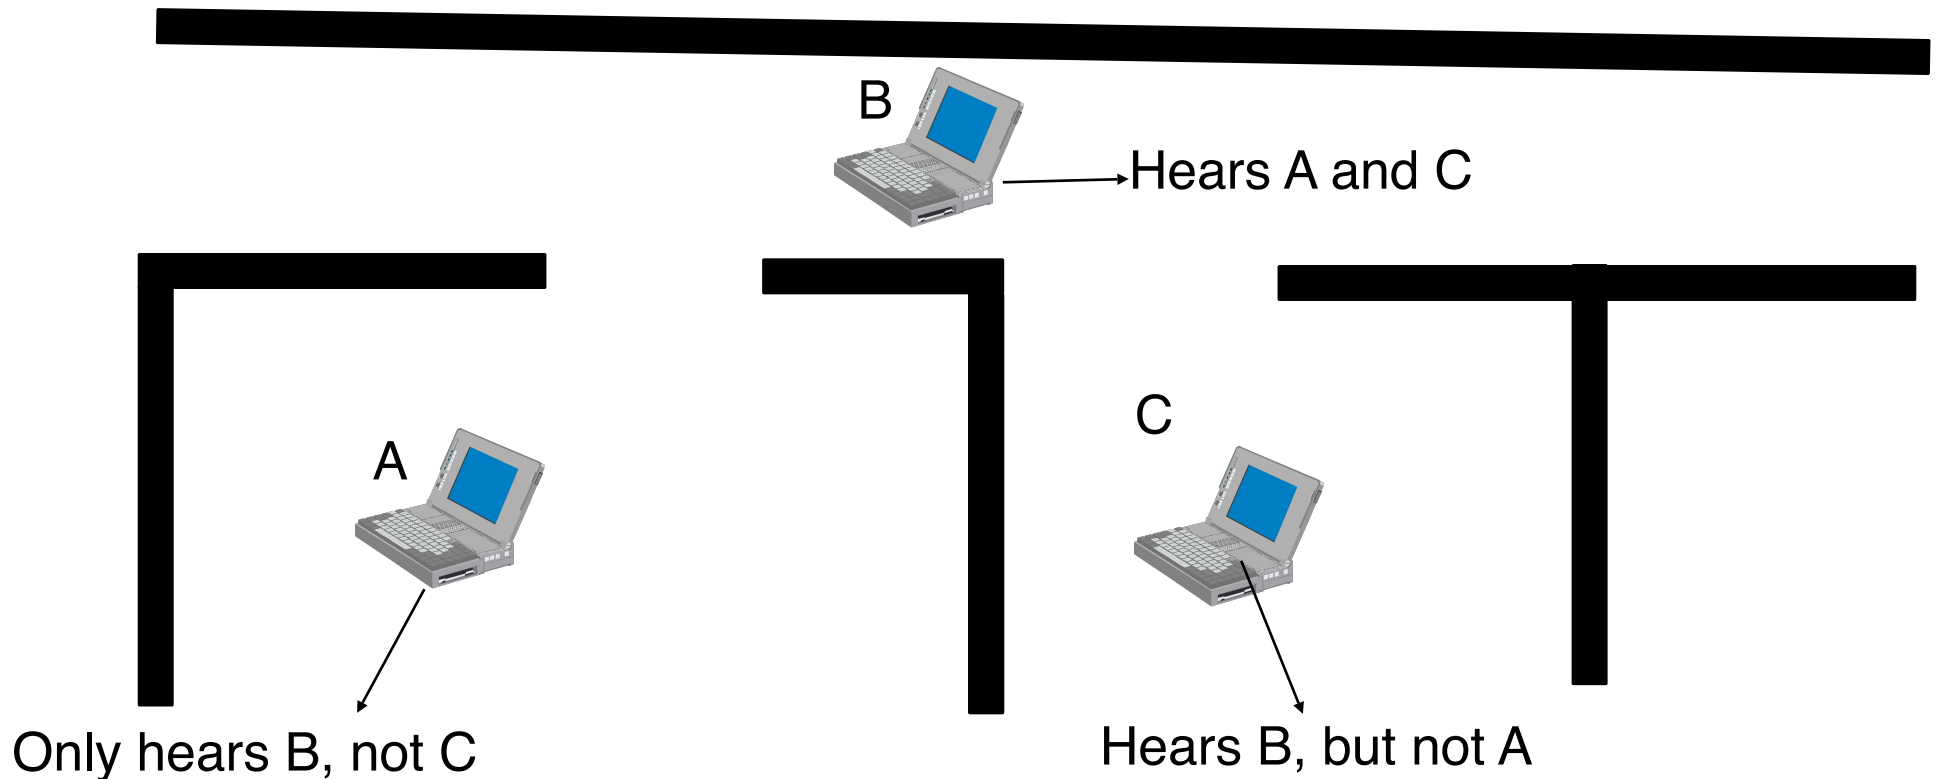 B
Hears A and C
A
C
Only hears B, not C
Hears B, but not A